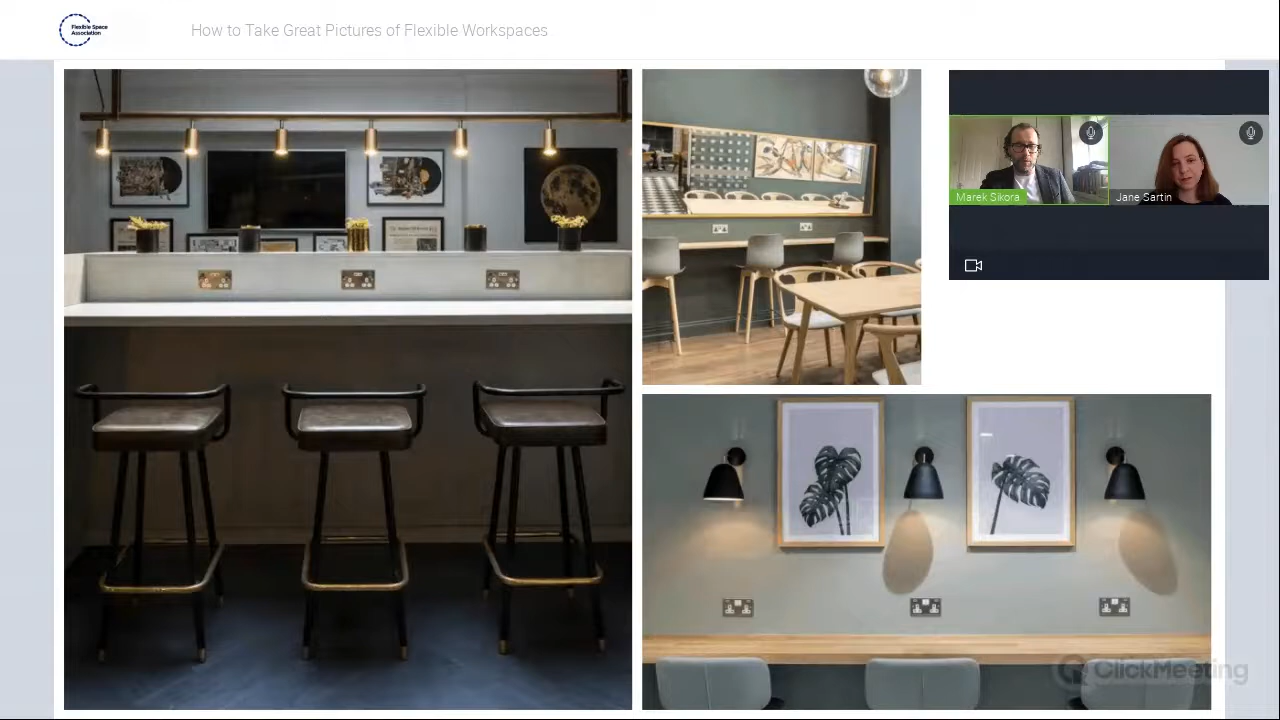 Flexible Space
Association
How to Take Great Pictures of Flexible Workspaces
Marek Sikora
Jane Sartin
ClickMeeting